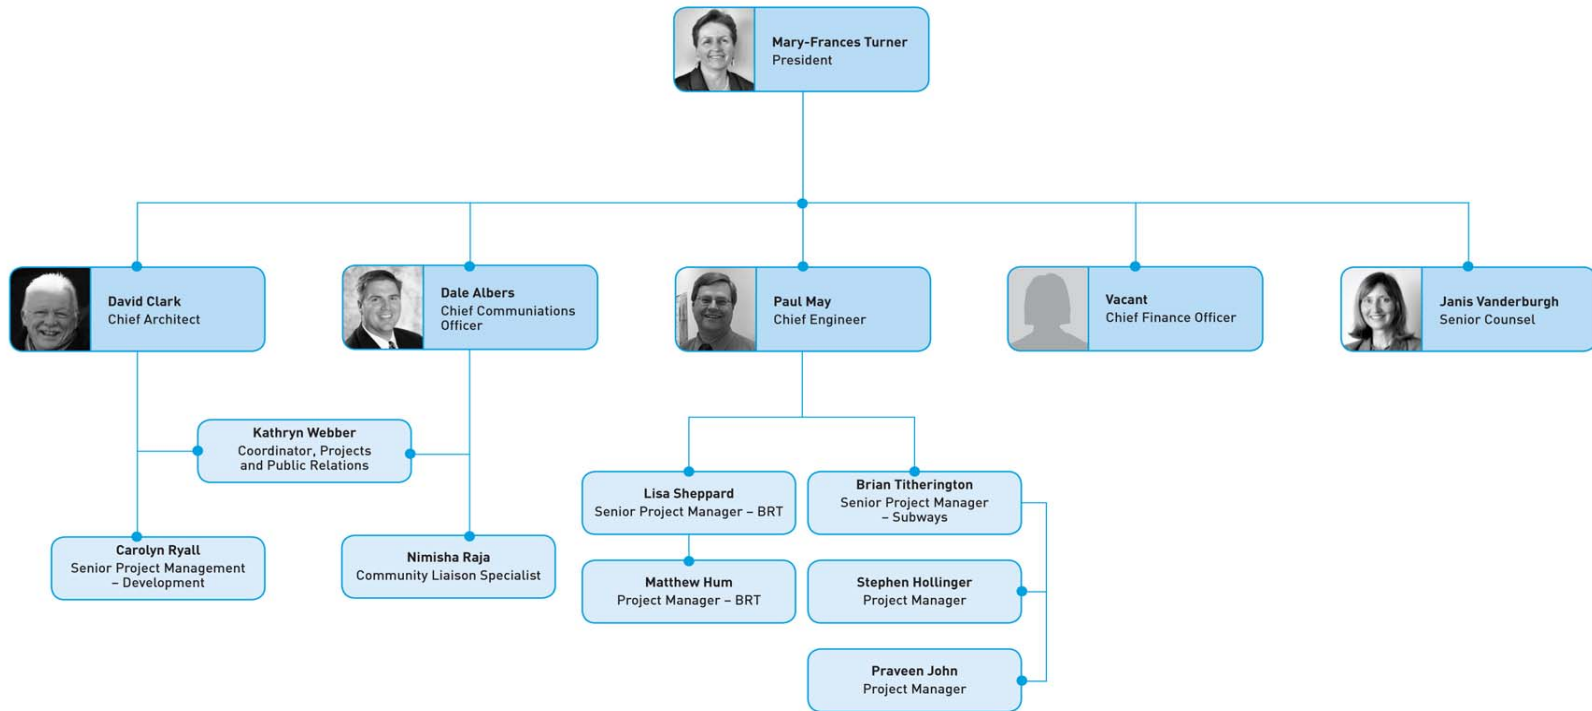 Mary-Frances Turner
President
David Clark
Chief Architect
Dale Albers
Chief Communiations
Officer
Paul May
Chief Engineer
Vacant
Chief Finance Officer
Janis Vanderburgh
Senior Counsel
Kathryn Webber
Coordinator, Projects
and Public Relations
Carolyn Ryall
Senior Project Management
– Development
Nimisha Raja
Community Liaison Specialist
Lisa Sheppard
Senior Project Manager – BRT
Matthew Hum
Project Manager – BRT
Brian Titherington
Senior Project Manager
– Subways
Stephen Hollinger
Project Manager
Praveen John
Project Manager